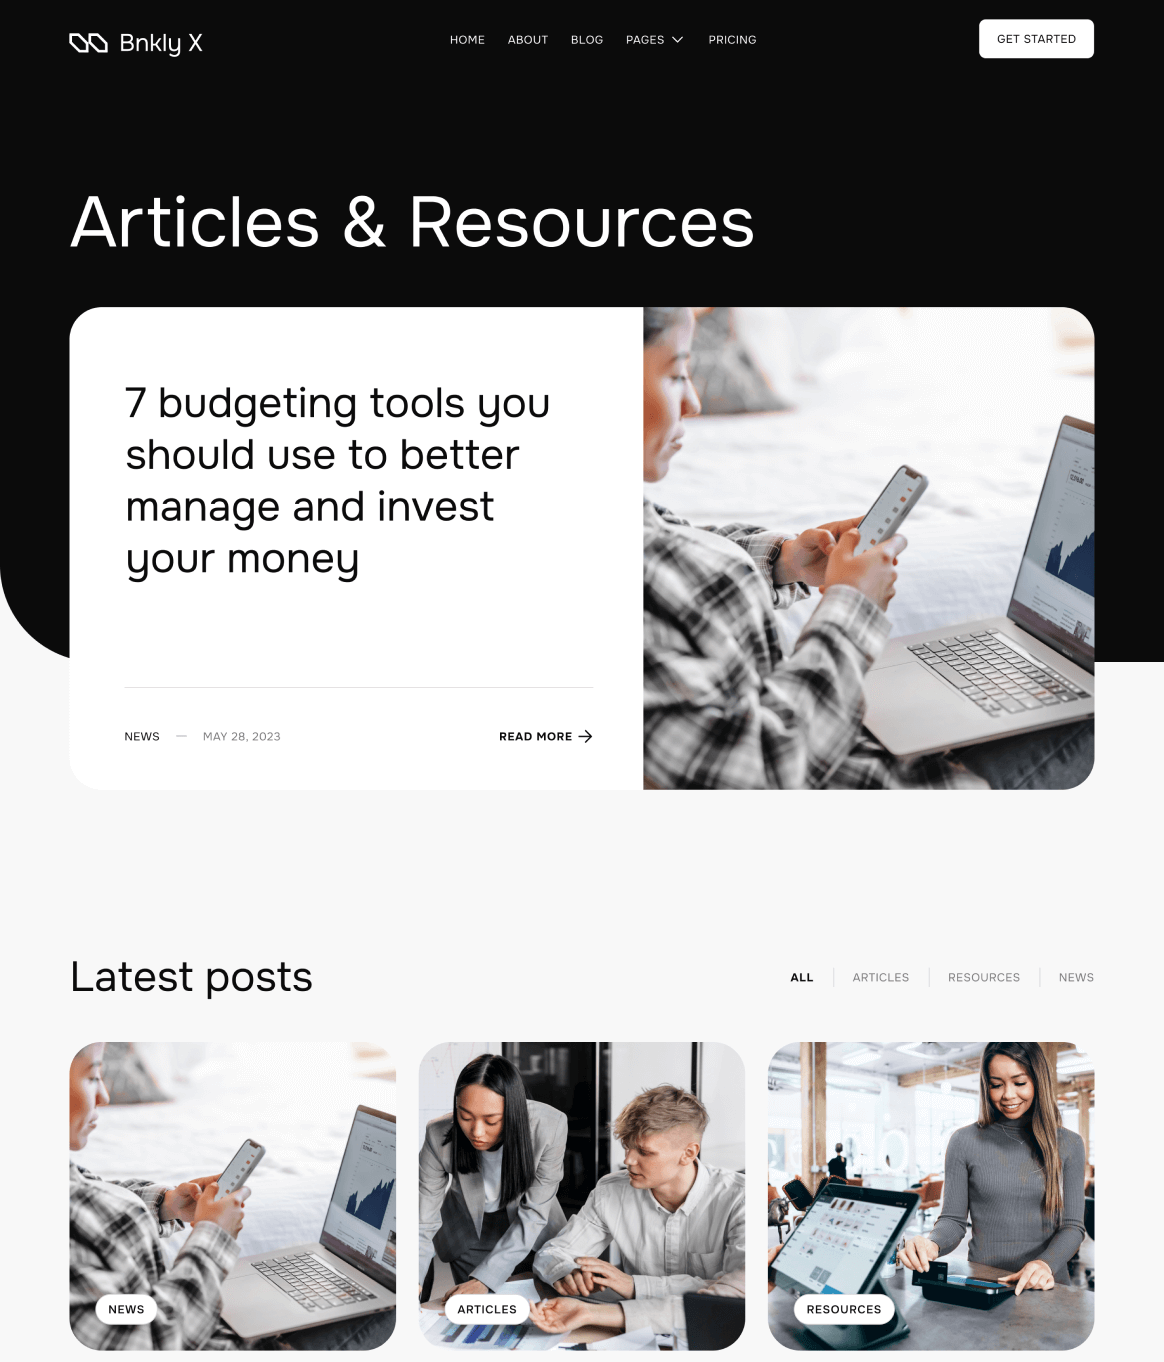 Bnkly X
HOME ABOUT BLOG PAGES PRICING
GET STARTED
Articles & Resources
7 budgeting tools you
should use to better
manage and invest
your money
NEWS — MAY 28, 2023
READ MORE
Latest posts
ALL ARTICLES RESOURCES NEWS
NEWS
ARTICLES
RESOURCES